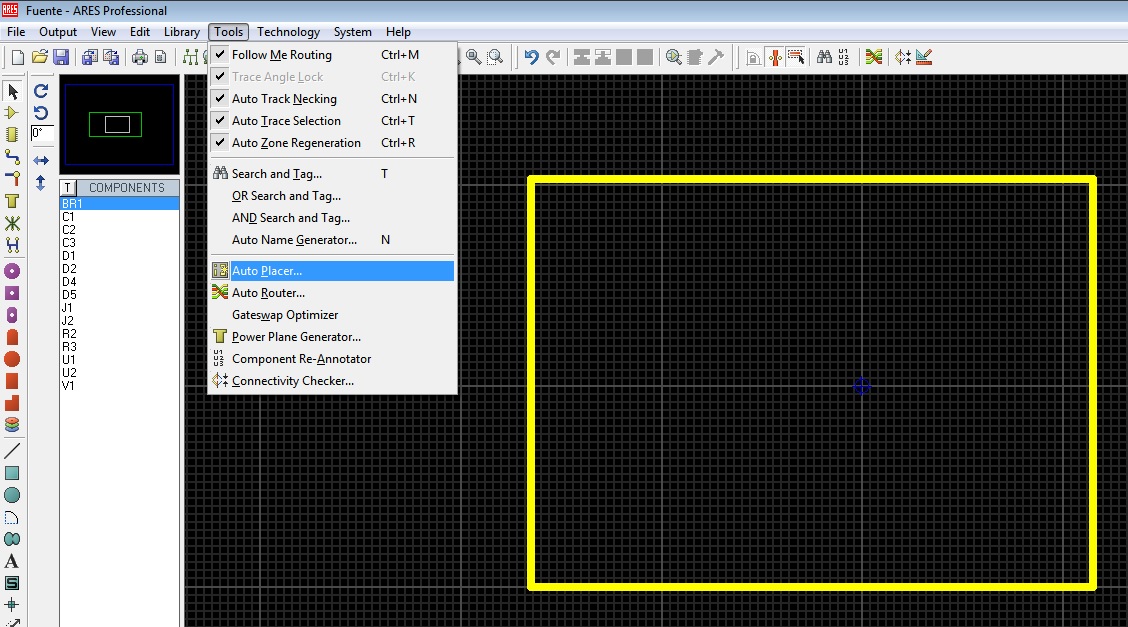 ARES
Fuente - ARES Professional
File Output View Edit Library Tools Technology System Help
Follow Me Routing Ctrl+M
Trace Angle Lock Ctrl+K
Auto Track Necking Ctrl+N
Auto Trace Selection Ctrl+T
Auto Zone Regeneration Ctrl+R
Search and Tag... T
OR Search and Tag...
AND Search and Tag...
Auto Name Generator... N
Auto Placer...
Auto Router...
Gateswap Optimizer
Power Plane Generator...
Component Re-Annotator
Connectivity Checker...
0°
T COMPONENTS
BR1
C1
C2
C3
D1
D2
D4
D5
J1
J2
R2
R3
U1
U2
V1
A
S